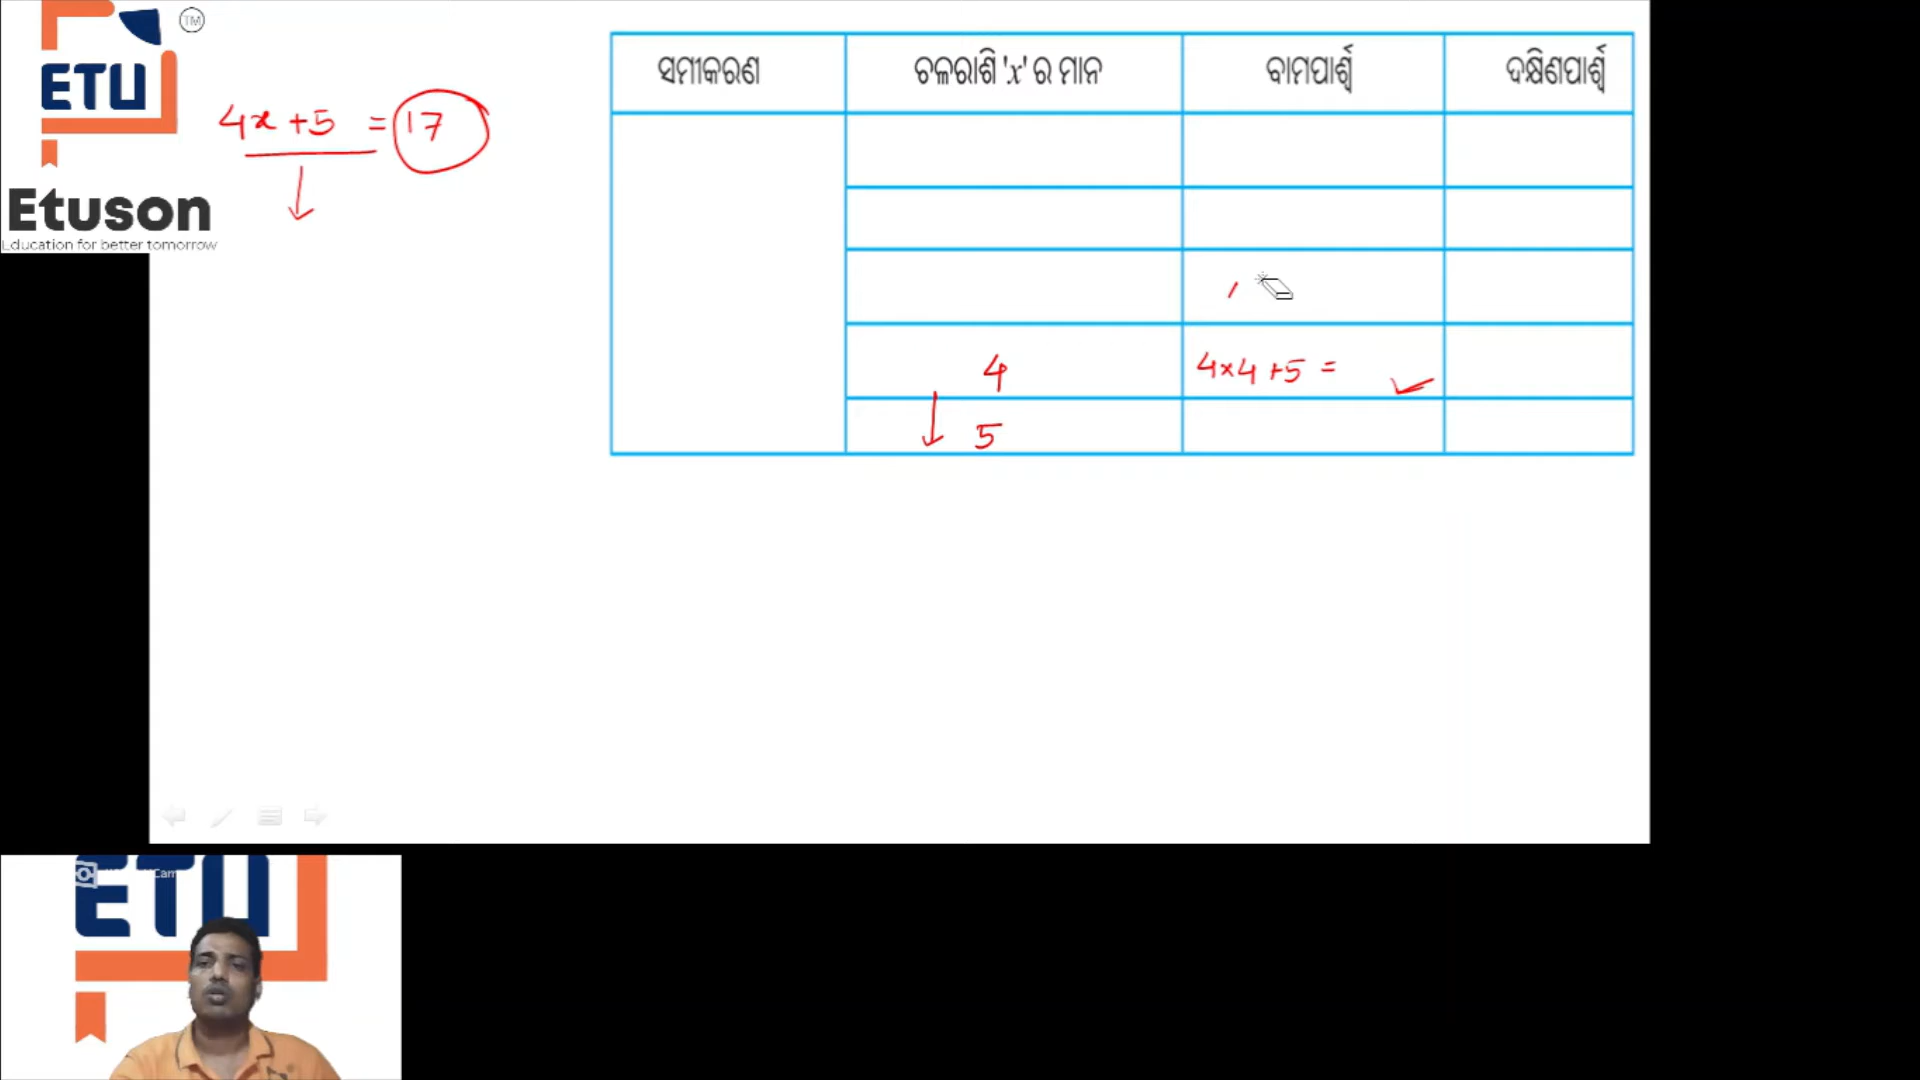 TM
ETU
Etuson
Education for better tomorrow
4x + 5 = 17
ସମୀକରଣ ଚଳରାଶି 'x' ର ମାନ ବାମପାର୍ଶ୍ଵ ଦକ୍ଷିଣପାର୍ଶ୍ଵ
4 4×4+5 =
5
ETU